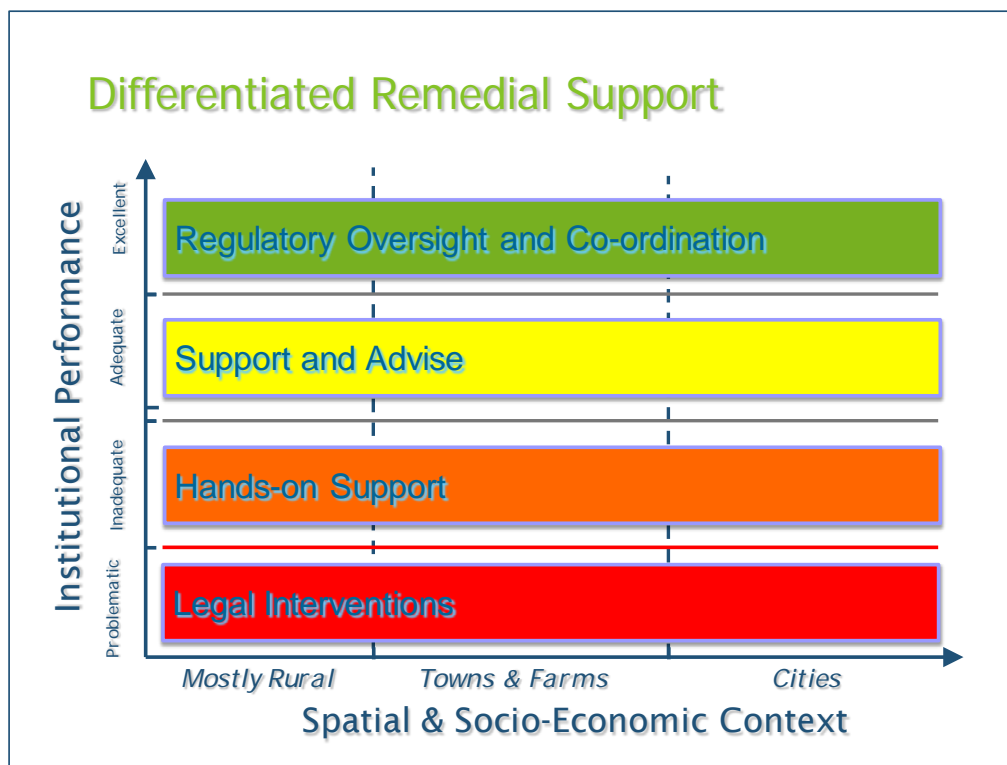 Differentiated Remedial Support
Institutional Performance
Excellent
Regulatory Oversight and Co-ordination
Adequate
Support and Advise
Inadequate
Hands-on Support
Problematic
Legal Interventions
Mostly Rural
Towns & Farms
Cities
Spatial & Socio-Economic Context